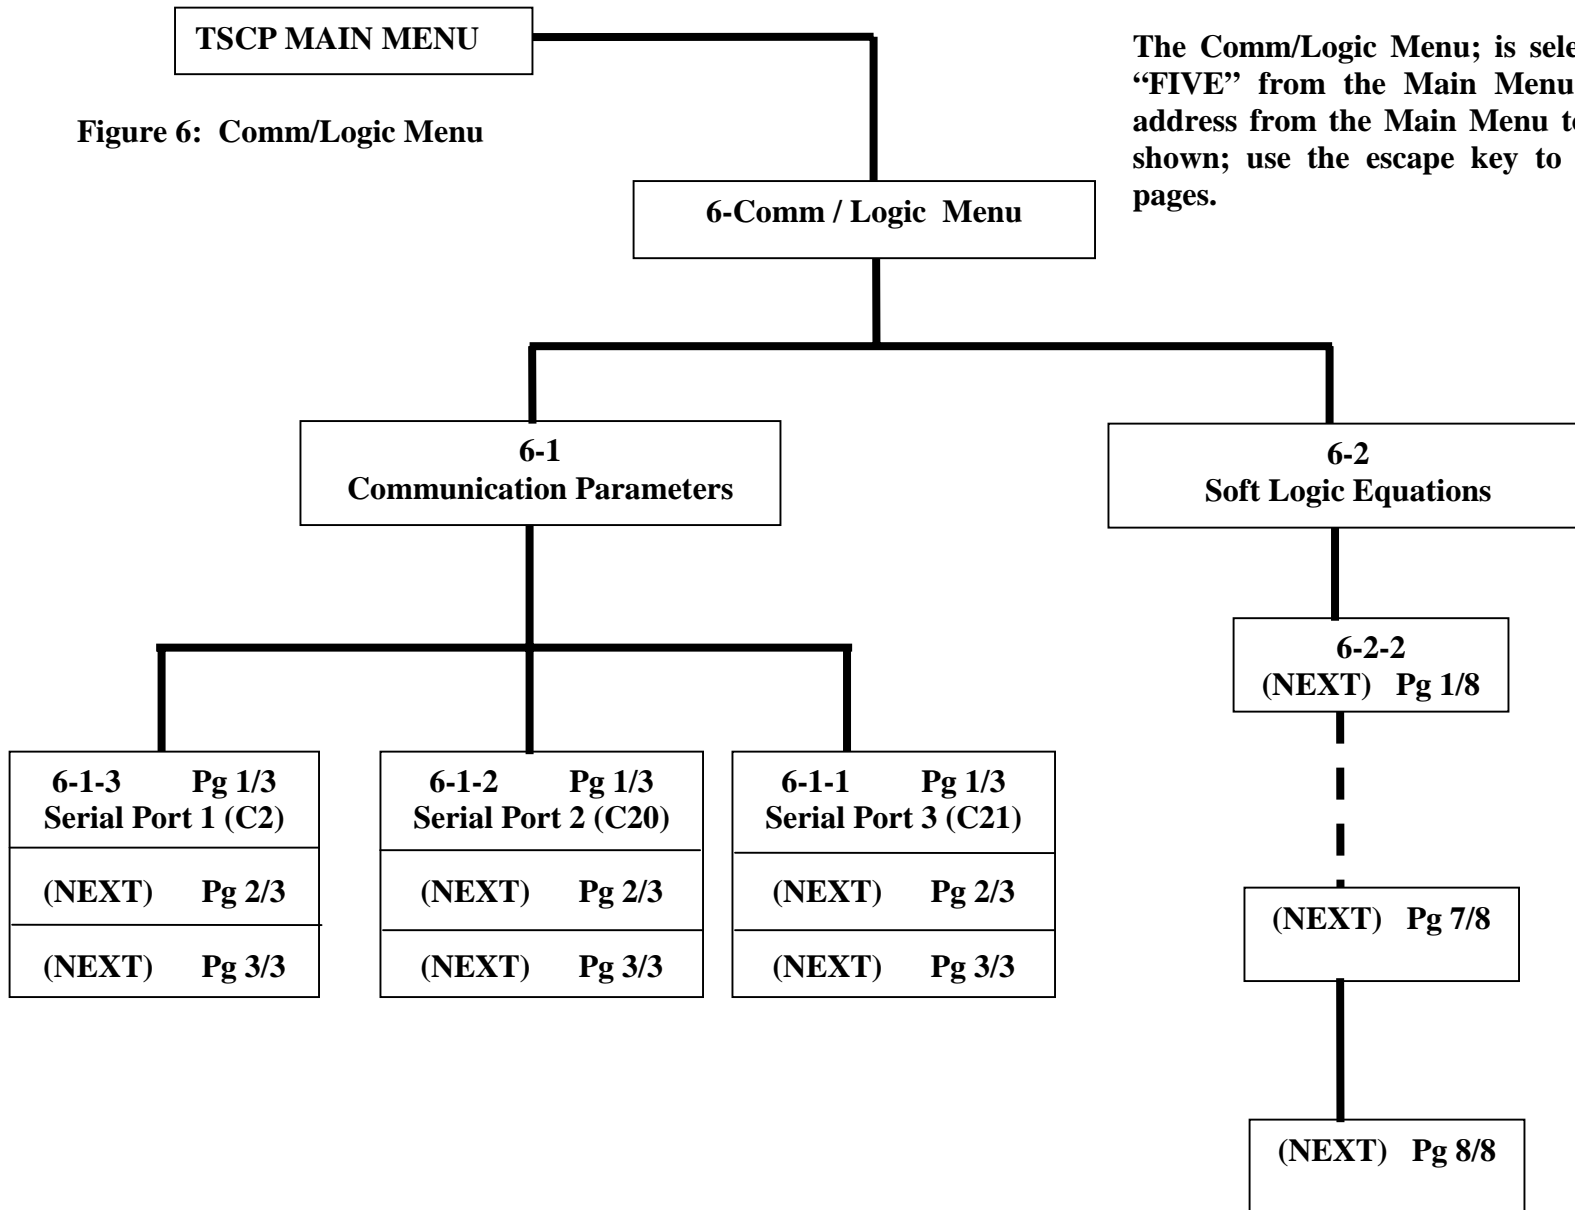 TSCP MAIN MENU
The Comm/Logic Menu; is sele
“FIVE” from the Main Menu
address from the Main Menu to
shown; use the escape key to
pages.
Figure 6: Comm/Logic Menu
6-Comm / Logic Menu
6-1
Communication Parameters
6-2
Soft Logic Equations
6-2-2
(NEXT) Pg 1/8
6-1-3 Pg 1/3
Serial Port 1 (C2)
(NEXT) Pg 2/3
(NEXT) Pg 3/3
6-1-2 Pg 1/3
Serial Port 2 (C20)
(NEXT) Pg 2/3
(NEXT) Pg 3/3
6-1-1 Pg 1/3
Serial Port 3 (C21)
(NEXT) Pg 2/3
(NEXT) Pg 3/3
(NEXT) Pg 7/8
(NEXT) Pg 8/8